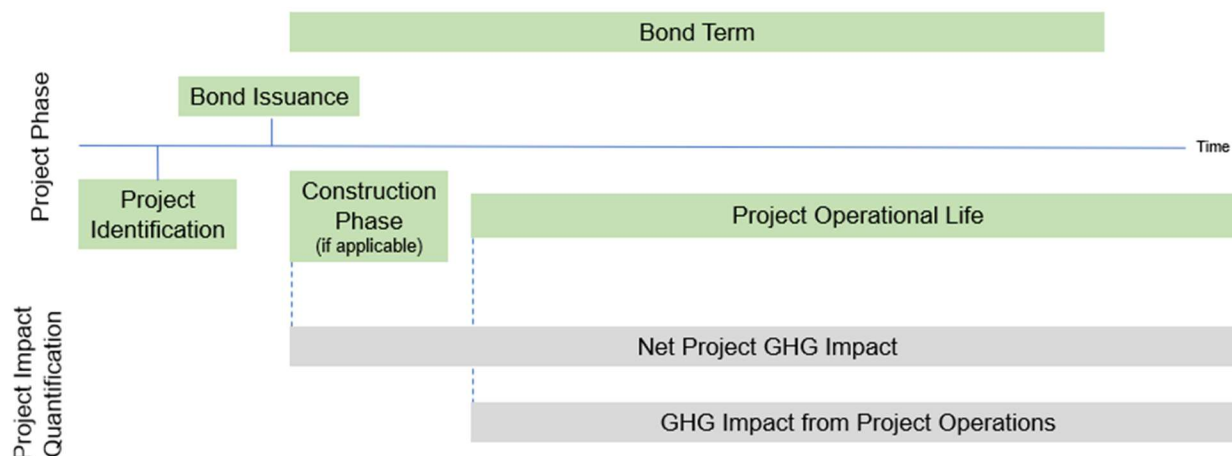 Bond Term
Project Phase
Bond Issuance
Time
Project
Identification
Construction
Phase
(if applicable)
Project Operational Life
Project Impact
Quantification
Net Project GHG Impact
GHG Impact from Project Operations